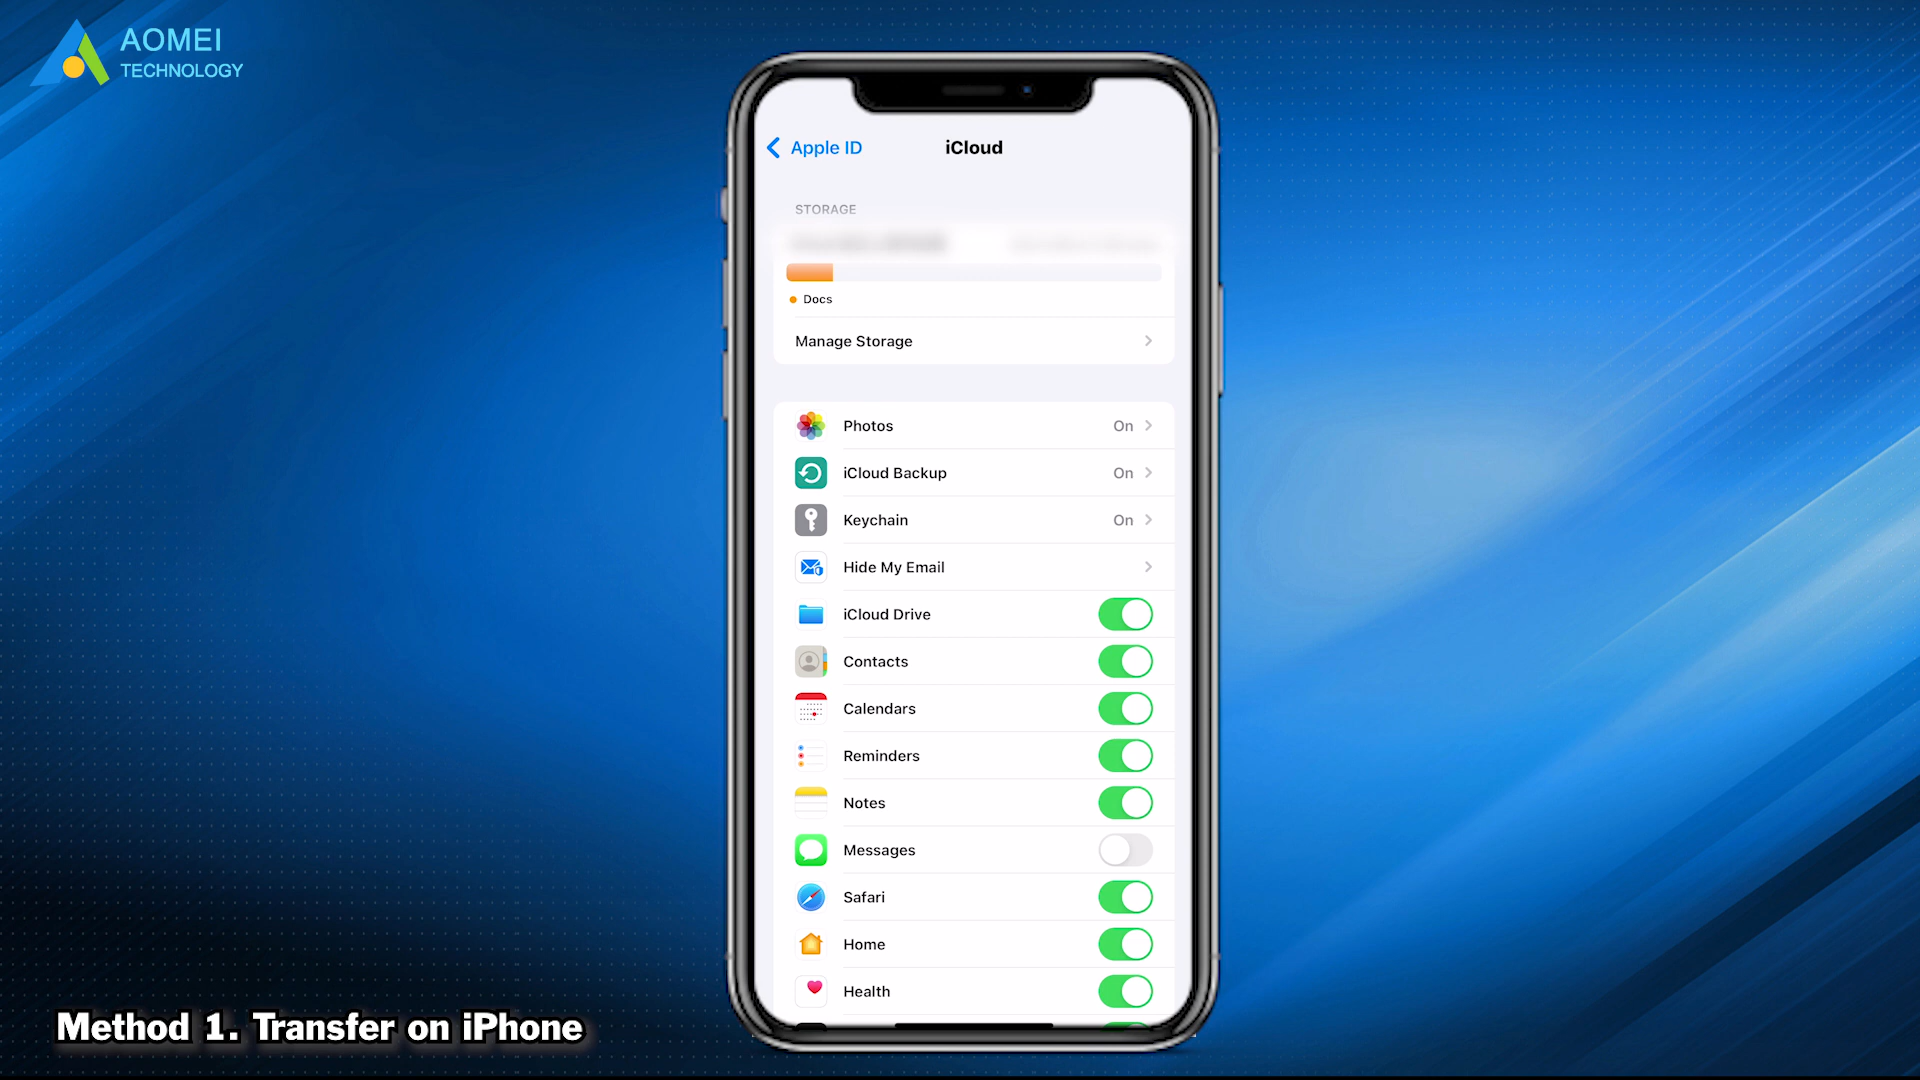 AOMEI
TECHNOLOGY
Apple ID
iCloud
STORAGE
Docs
Manage Storage
Photos On
iCloud Backup On
Keychain On
Hide My Email
iCloud Drive
Contacts
Calendars
Reminders
Notes
Messages
Safari
Home
Health
Method 1. Transfer on iPhone